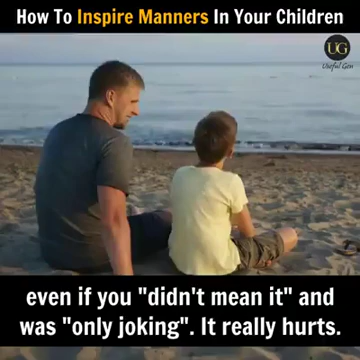 How To Inspire Manners In Your Children
UG
Useful Gen
even if you "didn't mean it" and
was "only joking". It really hurts.